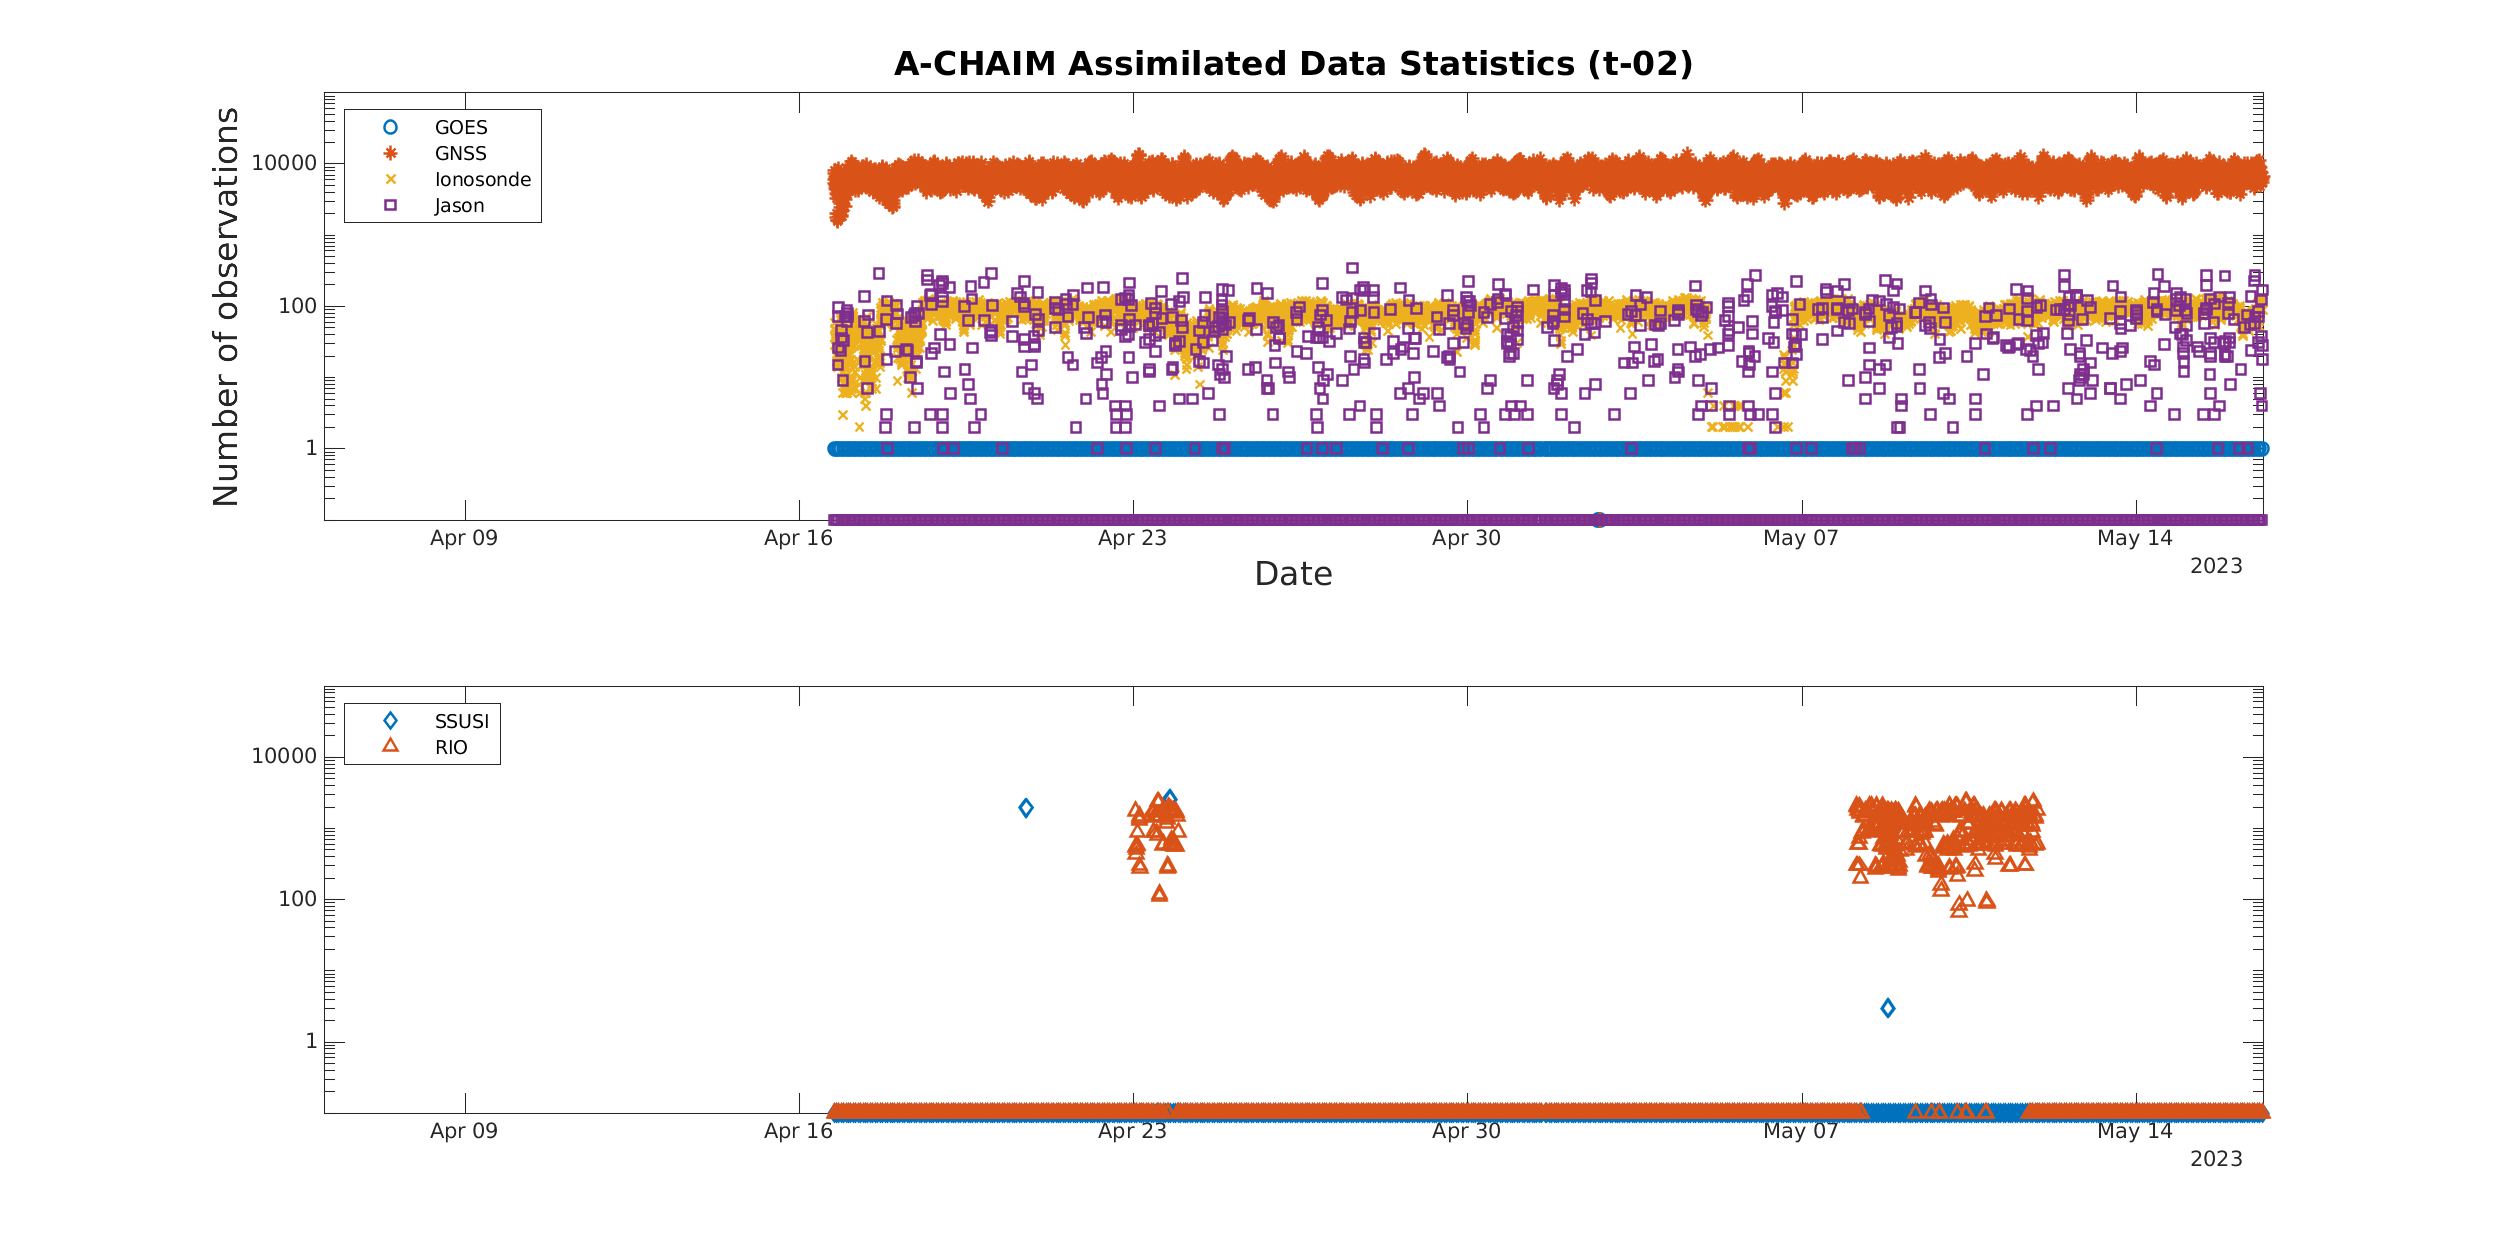 A-CHAIM Assimilated Data Statistics (t-02)
Number of observations
10000
100
1
GOES
GNSS
Ionosonde
Jason
Apr 09
Apr 16
Apr 23
Apr 30
May 07
May 14
2023
Date
10000
100
1
SSUSI
RIO
Apr 09
Apr 16
Apr 23
Apr 30
May 07
May 14
2023